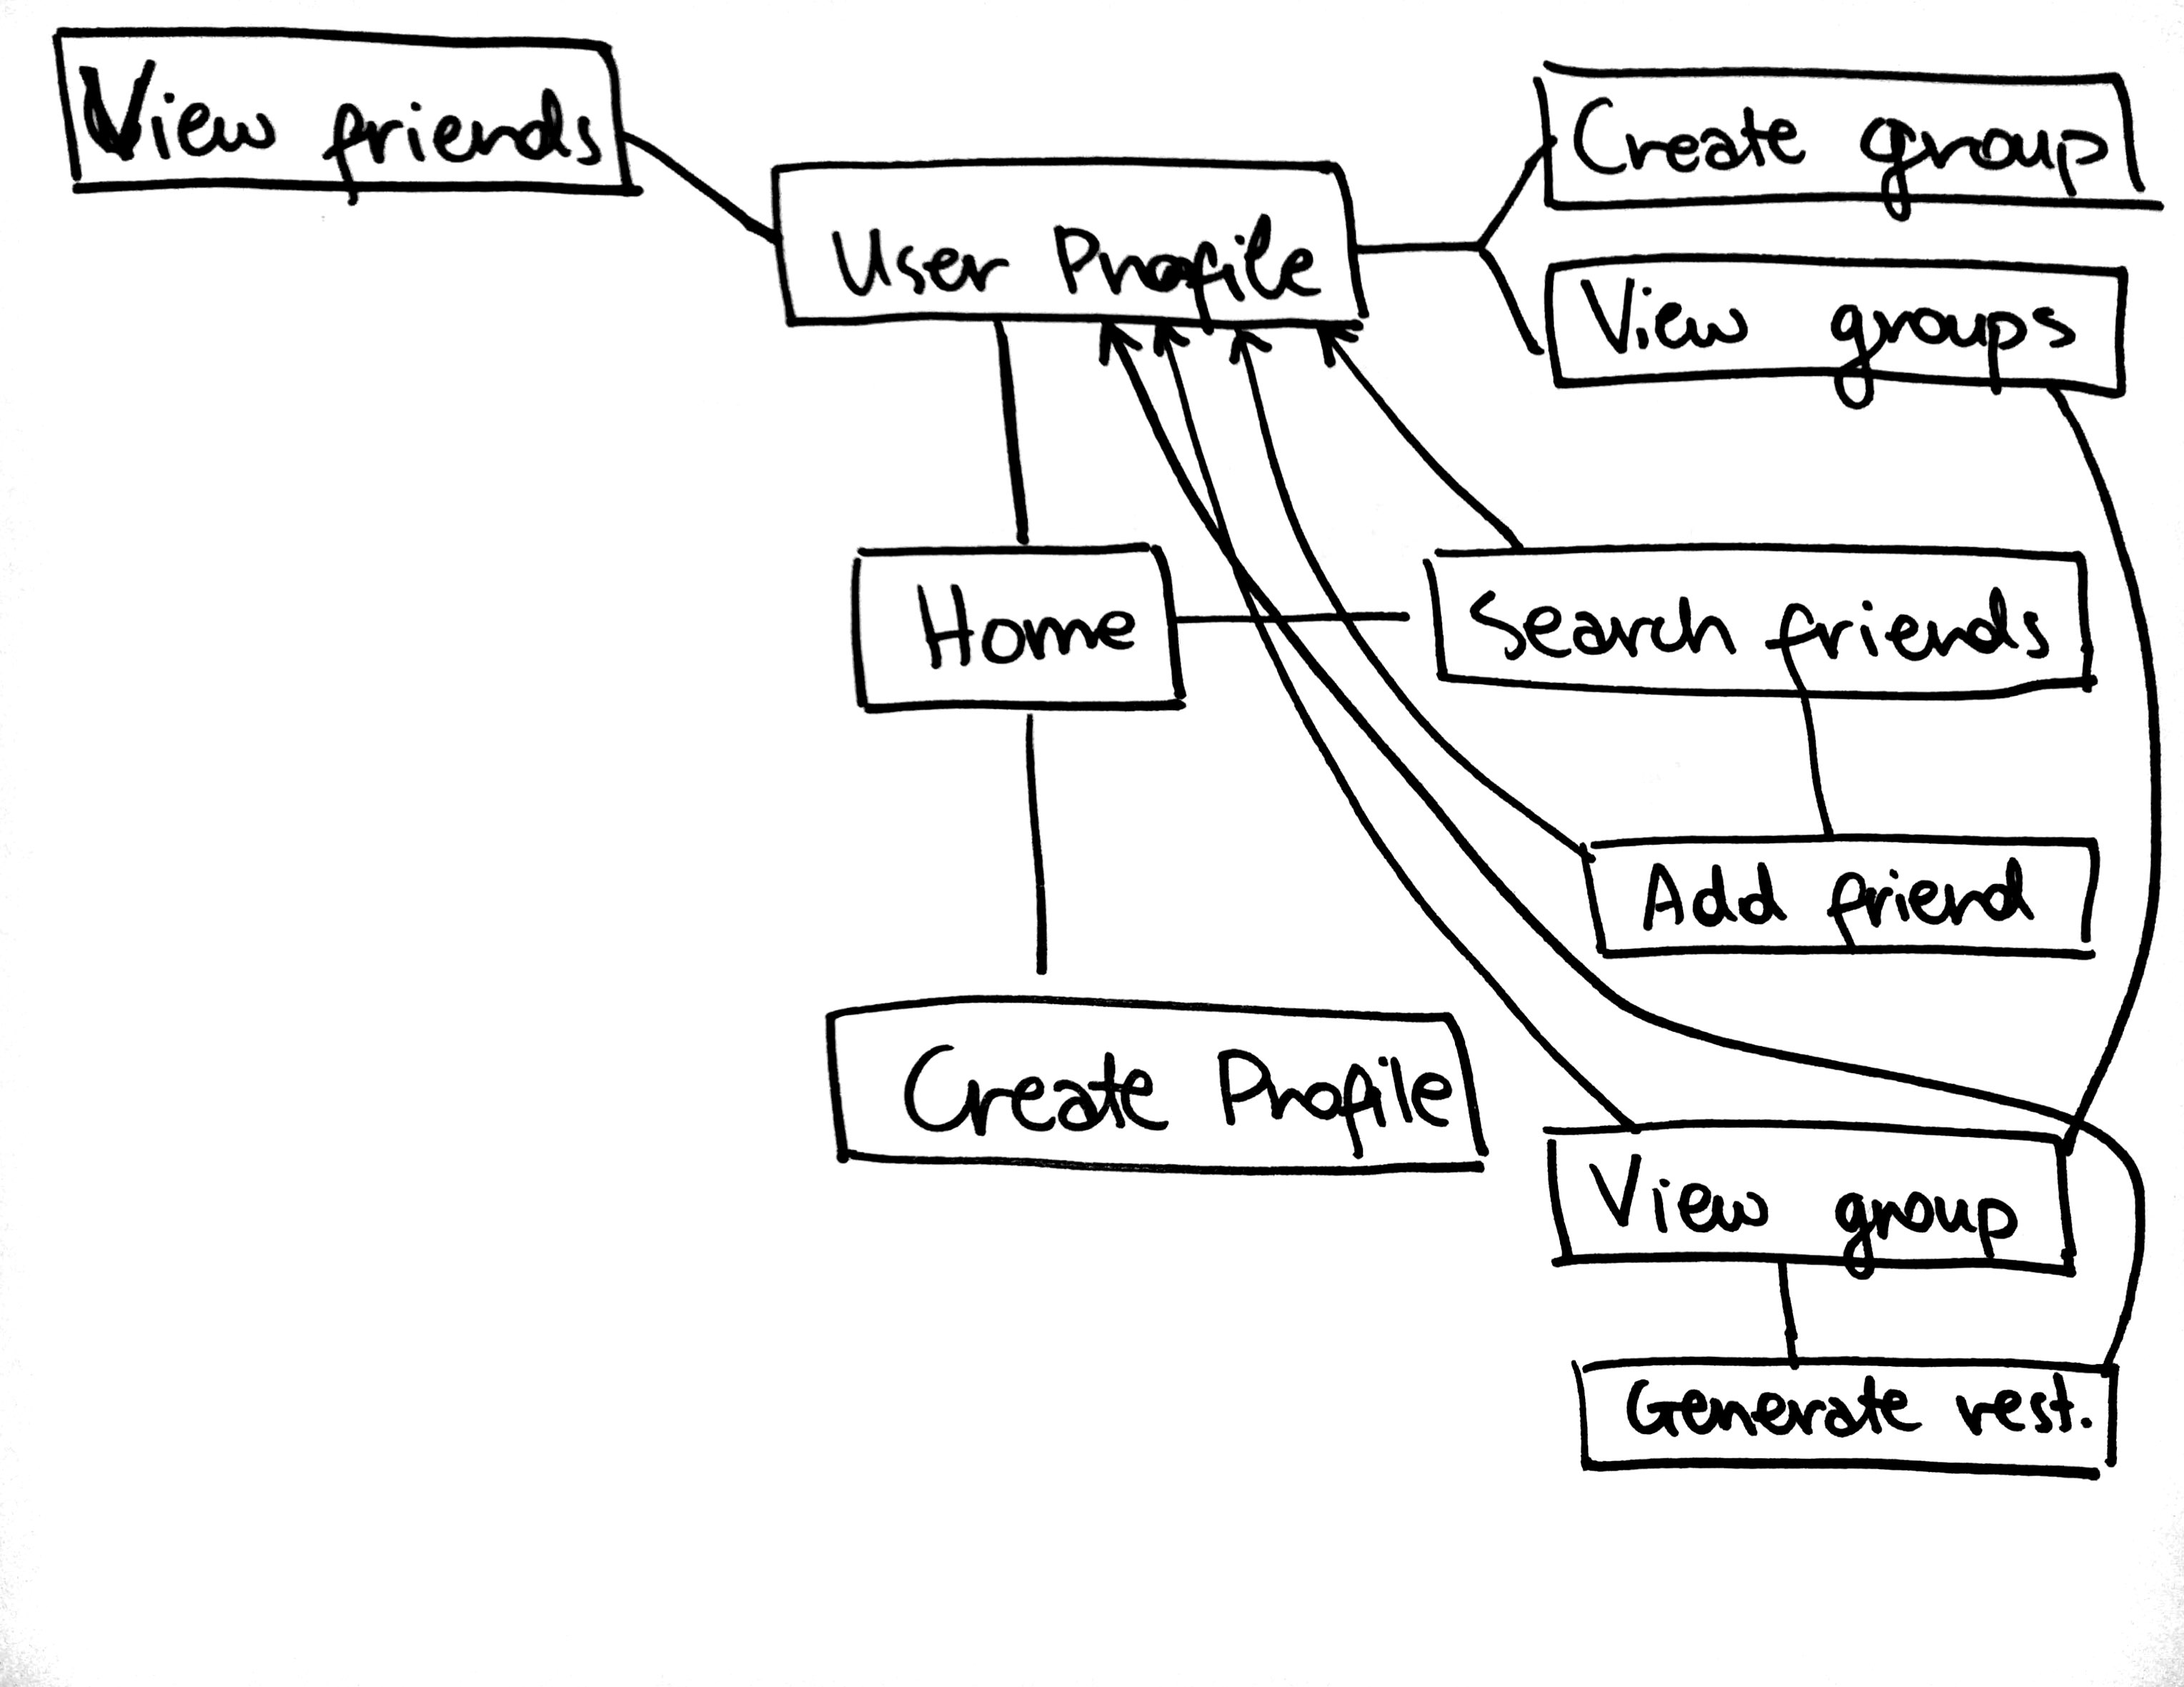 View friends
User Profile
Create group
View groups
Home
Search friends
Add friend
Create Profile
View group
Generate rest.